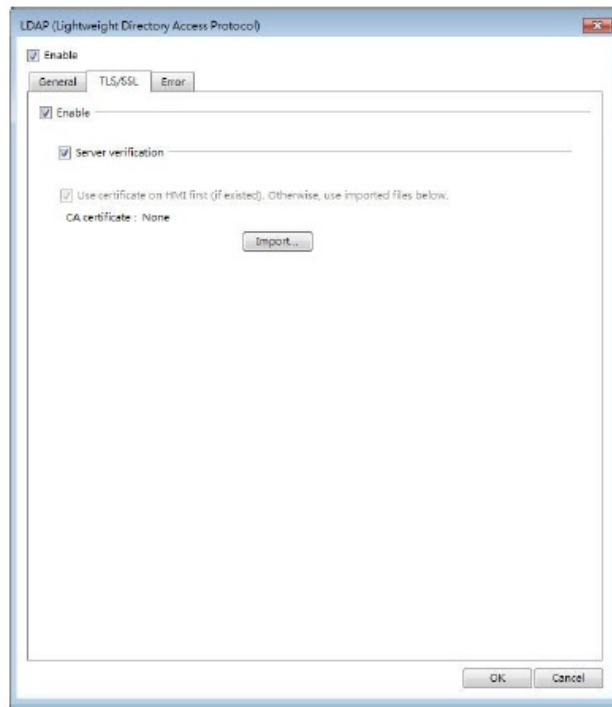 LDAP (Lightweight Directory Access Protocol)
Enable
General TLS/SSL Error
Enable
Server verification
Use certificate on HMI first (if existed). Otherwise, use imported files below.
CA certificate : None
Import...
OK Cancel